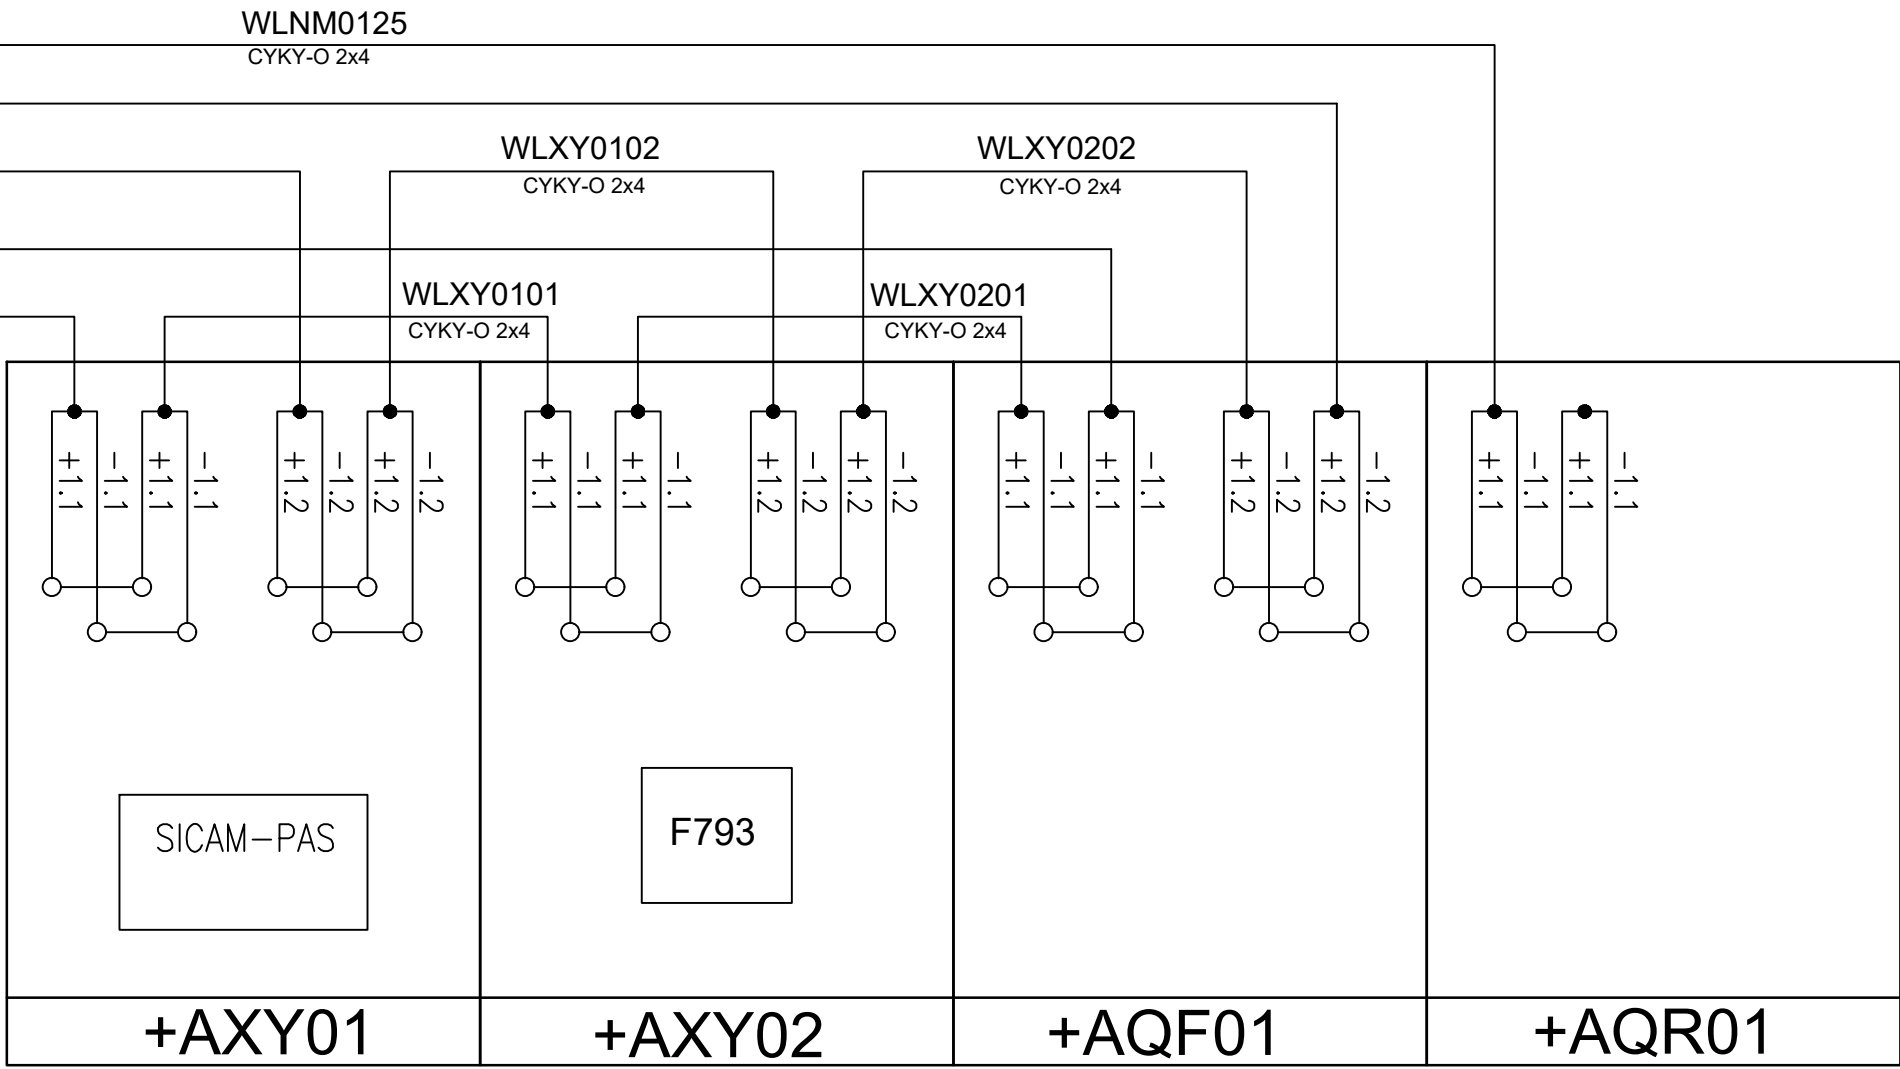 WLNM0125
CYKY-O 2x4
WLXY0102
CYKY-O 2x4
WLXY0202
CYKY-O 2x4
WLXY0101
CYKY-O 2x4
WLXY0201
CYKY-O 2x4
+1.1
-1.1
+1.1
-1.1
+1.2
-1.2
+1.2
-1.2
+1.1
-1.1
+1.1
-1.1
+1.2
-1.2
+1.2
-1.2
+1.1
-1.1
+1.1
-1.1
+1.2
-1.2
+1.2
-1.2
+1.1
-1.1
+1.1
-1.1
SICAM-PAS
F793
+AXY01
+AXY02
+AQF01
+AQR01